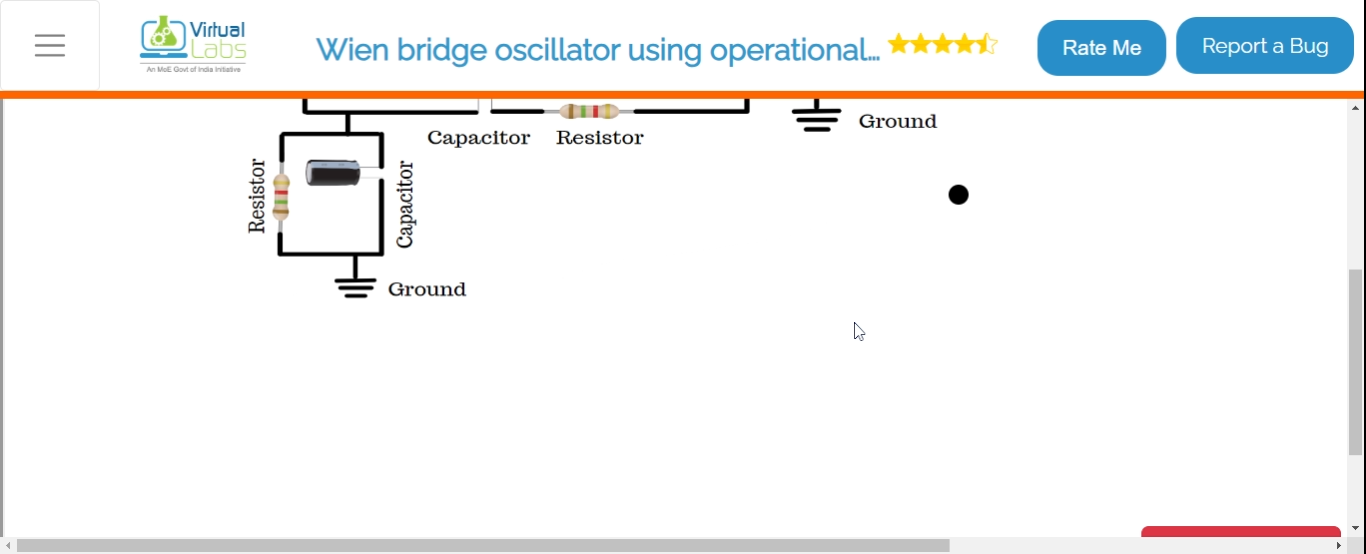 Virtual
Labs
An MoE Govt of India Initiative
Wien bridge oscillator using operational...
Rate Me
Report a Bug
Capacitor
Resistor
Ground
Resistor
Capacitor
Ground